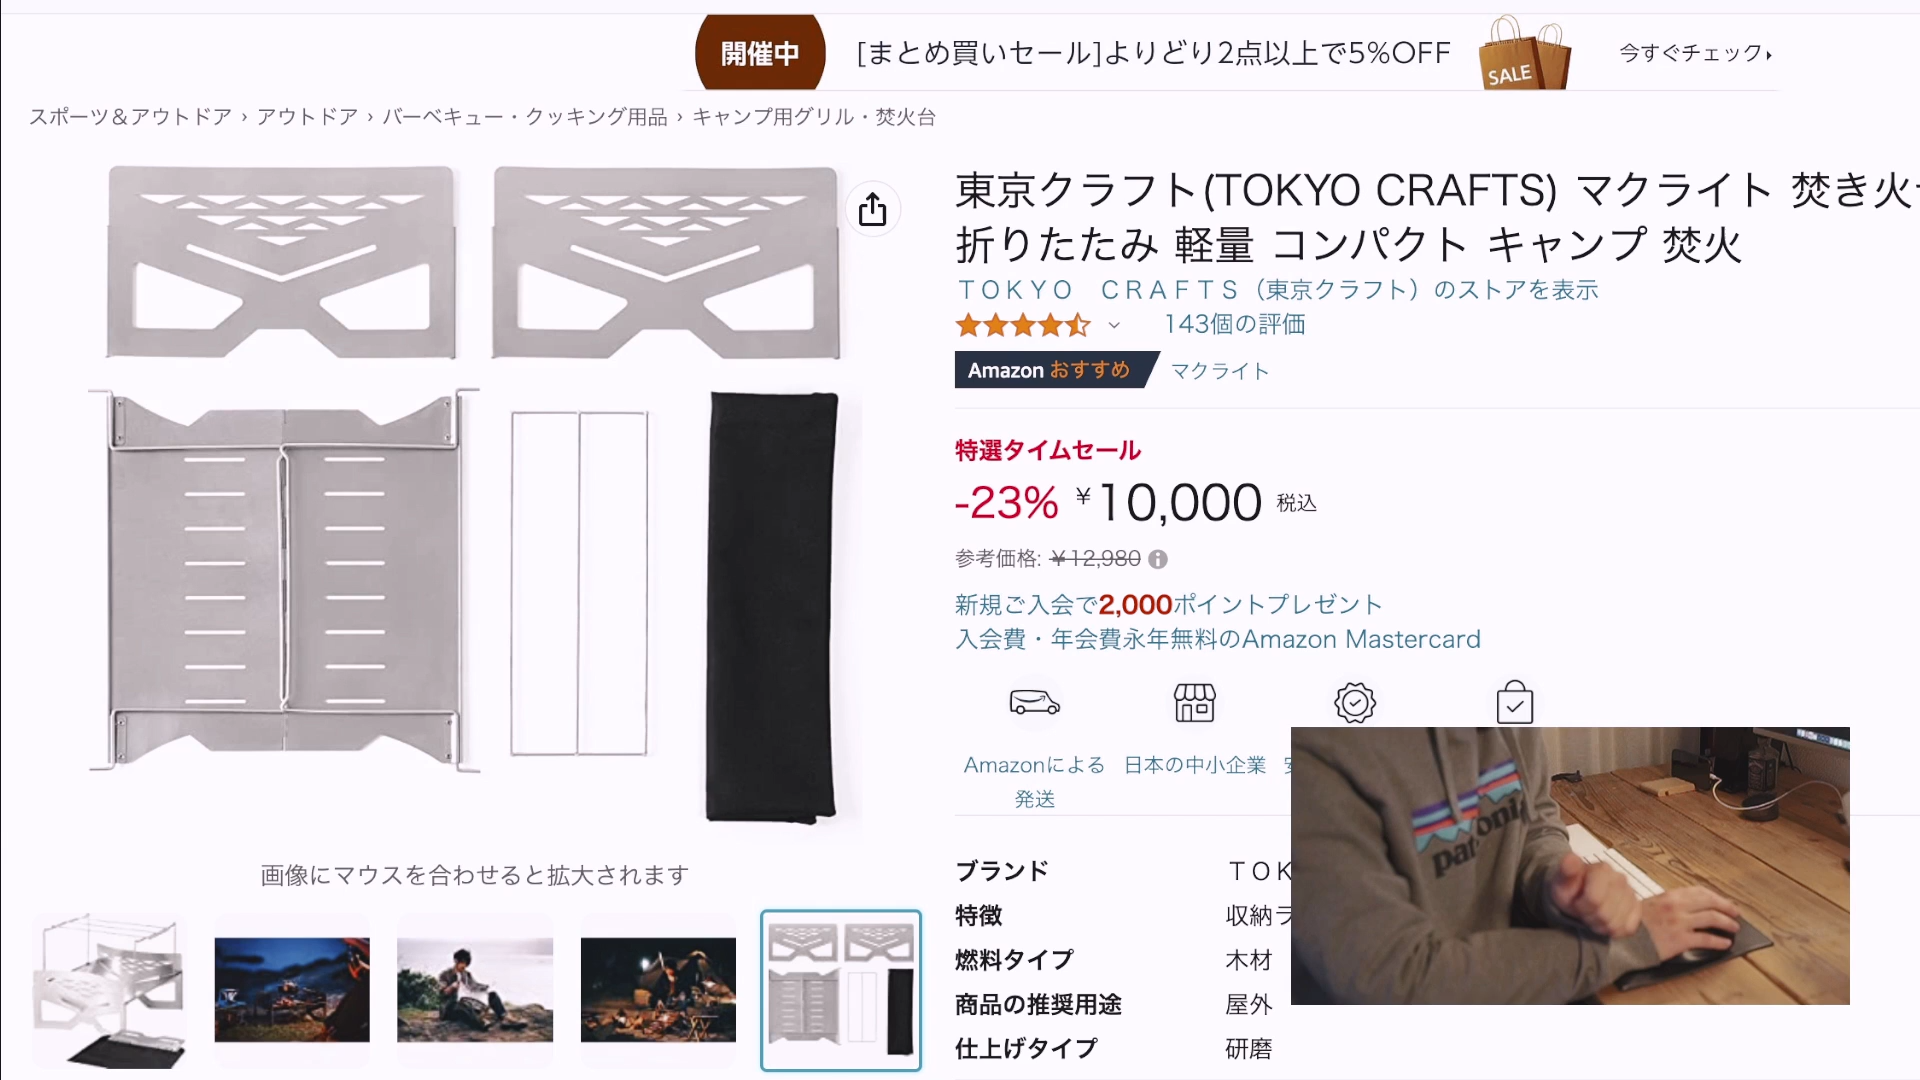 開催中
[まとめ買いセール]よりどり2点以上で5%OFF
SALE
今すぐチェック
スポーツ＆アウトドア › アウトドア › バーベキュー・クッキング用品 › キャンプ用グリル・焚火台
東京クラフト(TOKYO CRAFTS) マクライト 焚き火
折りたたみ 軽量 コンパクト キャンプ 焚火
ＴＯＫＹＯ　ＣＲＡＦＴＳ（東京クラフト）のストアを表示
143個の評価
Amazon おすすめ マクライト
特選タイムセール
-23% ¥10,000 税込
参考価格: ¥12,980
新規ご入会で2,000ポイントプレゼント
入会費・年会費永年無料のAmazon Mastercard
Amazonによる発送
日本の中小企業
ブランド ＴＯＫ
特徴 収納ラ
燃料タイプ 木材
商品の推奨用途 屋外
仕上げタイプ 研磨
画像にマウスを合わせると拡大されます
patagonia